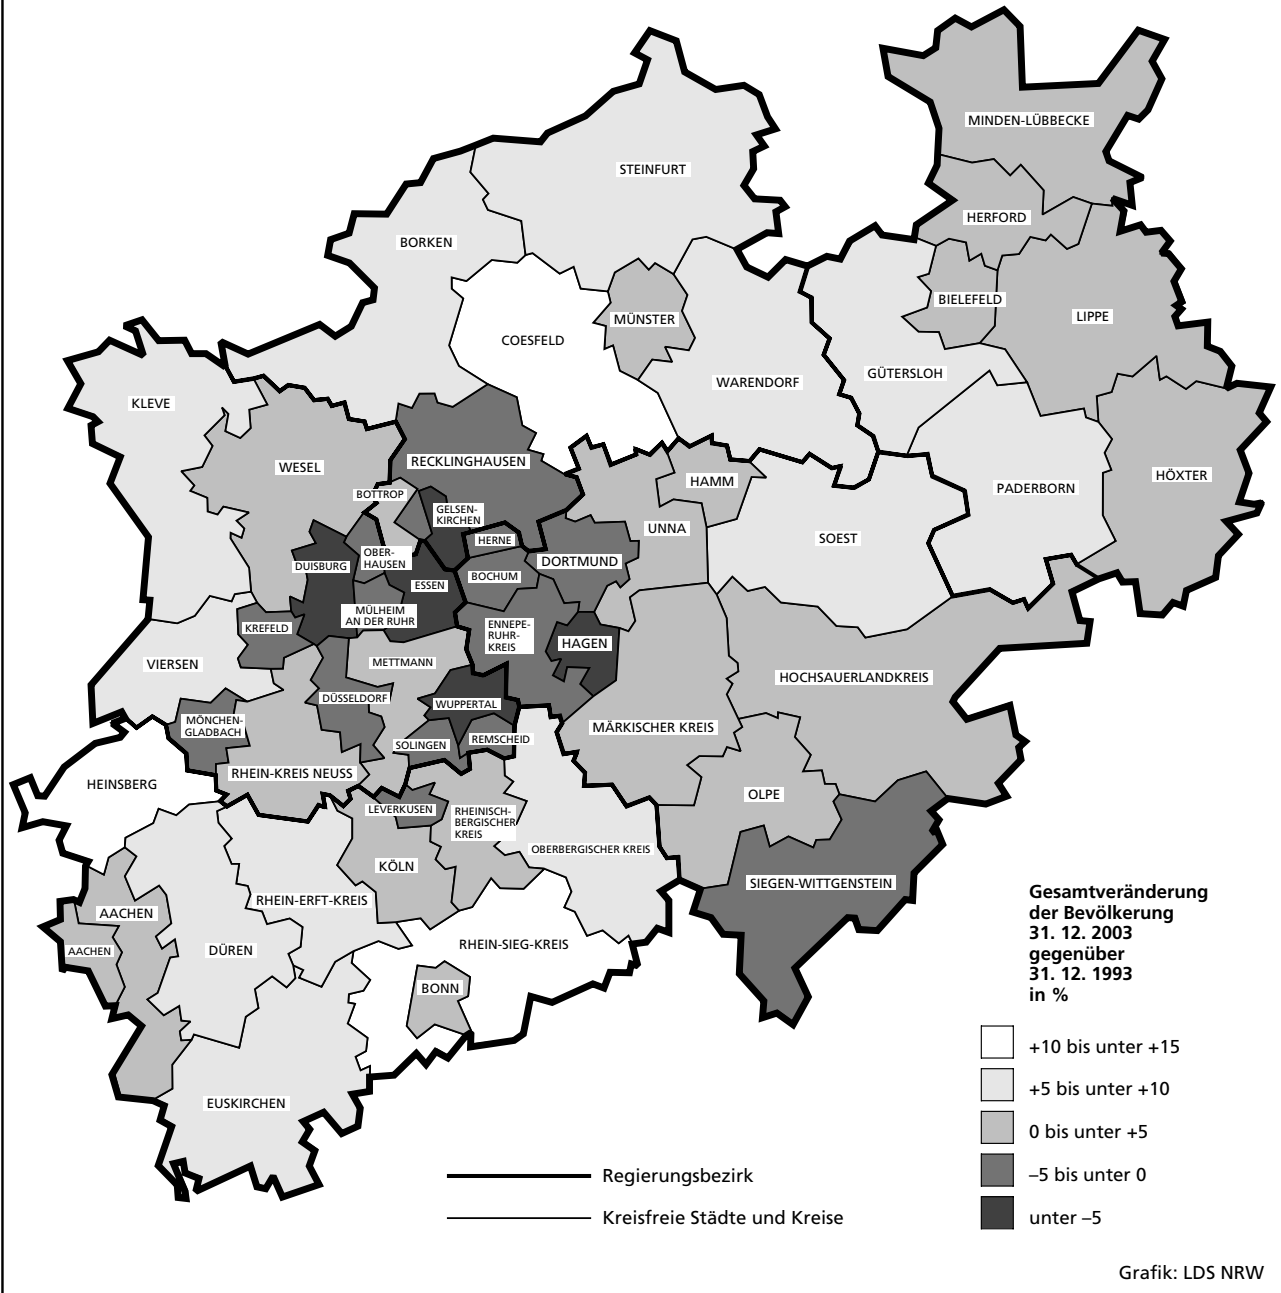 MINDEN-LÜBBECKE
STEINFURT
HERFORD
BORKEN
BIELEFELD
LIPPE
MÜNSTER
COESFELD
GÜTERSLOH
WARENDORF
KLEVE
RECKLINGHAUSEN
WESEL
HÖXTER
HAMM
PADERBORN
BOTTROP
GELSEN-
KIRCHEN
UNNA
SOEST
HERNE
OBER-
HAUSEN
DORTMUND
DUISBURG
BOCHUM
ESSEN
MÜLHEIM
AN DER RUHR
KREFELD
ENNEPE-
RUHR-
KREIS
HAGEN
VIERSEN
METTMANN
HOCHSAUERLANDKREIS
DÜSSELDORF
WUPPERTAL
MÖNCHEN-
GLADBACH
MÄRKISCHER KREIS
REMSCHEID
SOLINGEN
RHEIN-KREIS NEUSS
HEINSBERG
OLPE
LEVERKUSEN
RHEINISCH-
BERGISCHER
KREIS
OBERBERGISCHER KREIS
KÖLN
SIEGEN-WITTGENSTEIN
RHEIN-ERFT-KREIS
AACHEN
RHEIN-SIEG-KREIS
DÜREN
AACHEN
BONN
EUSKIRCHEN
Gesamtveränderung
der Bevölkerung
31. 12. 2003
gegenüber
31. 12. 1993
in %
+10 bis unter +15
+5 bis unter +10
0 bis unter +5
–5 bis unter 0
unter –5
Regierungsbezirk
Kreisfreie Städte und Kreise
Grafik: LDS NRW